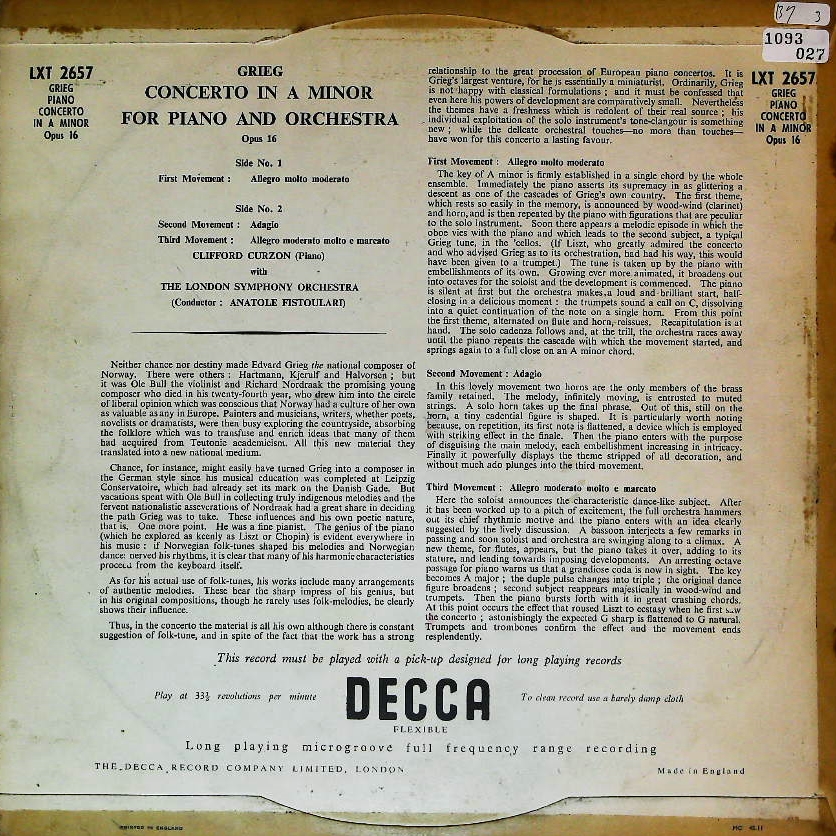 B7 3
1093
027
LXT 2657
GRIEG
PIANO
CONCERTO
IN A MINOR
Opus 16
GRIEG
CONCERTO IN A MINOR
FOR PIANO AND ORCHESTRA
Opus 16
Side No. 1
First Movement : Allegro molto moderato
Side No. 2
Second Movement : Adagio
Third Movement : Allegro moderato molto e marcato
CLIFFORD CURZON (Piano)
with
THE LONDON SYMPHONY ORCHESTRA
(Conductor : ANATOLE FISTOULARI)
Neither chance nor destiny made Edvard Grieg the national composer of
Norway. There were others : Hartmann, Kjerulf and Halvorsen ; but
it was Ole Bull the violinist and Richard Nordraak the promising young
composer who died in his twenty-fourth year, who drew him into the circle
of liberal opinion which was conscious that Norway had a culture of her own
as valuable as any in Europe. Painters and musicians, writers, whether poets,
novelists or dramatists, were then busy exploring the countryside, absorbing
the folklore which was to transfuse and enrich ideas that many of them
had acquired from Teutonic academicism. All this new material they
translated into a new national medium.
Chance, for instance, might easily have turned Grieg into a composer in
the German style since his musical education was completed at Leipzig
Conservatoire, which had already set its mark on the Danish Gade. But
vacations spent with Ole Bull in collecting truly indigenous melodies and the
fervent nationalistic asseverations of Nordraak had a great share in deciding
the path Grieg was to take. These influences and his own poetic nature,
that is. One more point. He was a fine pianist. The genius of the piano
(which he explored as keenly as Liszt or Chopin) is evident everywhere in
his music : if Norwegian folk-tunes shaped his melodies and Norwegian
dance: nerved his rhythms, it is clear that many of his harmonic characteristics
proceed from the keyboard itself.
As for his actual use of folk-tunes, his works include many arrangements
of authentic melodies. These bear the sharp impress of his genius, but
in his original compositions, though he rarely uses folk-melodies, he clearly
shows their influence.
Thus, in the concerto the material is all his own although there is constant
suggestion of folk-tune, and in spite of the fact that the work has a strong
relationship to the great procession of European piano concertos. It is
Grieg's largest venture, for he is essentially a miniaturist. Ordinarily, Grieg
is not happy with classical formulations ; and it must be confessed that
even here his powers of development are comparatively small. Nevertheless
the themes have a freshness which is redolent of their real source ; his
individual exploitation of the solo instrument's tone-clangour is something
new ; while the delicate orchestral touches—no more than touches—
have won for this concerto a lasting favour.
First Movement : Allegro molto moderato
The key of A minor is firmly established in a single chord by the whole
ensemble. Immediately the piano asserts its supremacy in as glittering a
descent as one of the cascades of Grieg's own country. The first theme,
which rests so easily in the memory, is announced by wood-wind (clarinet)
and horn, and is then repeated by the piano with figurations that are peculiar
to the solo instrument. Soon there appears a melodic episode in which the
oboe vies with the piano and which leads to the second subject, a typical
Grieg tune, in the 'cellos. (If Liszt, who greatly admired the concerto
and who advised Grieg as to its orchestration, had had his way, this would
have been given to a trumpet.) The tune is taken up by the piano with
embellishments of its own. Growing ever more animated, it broadens out
into octaves for the soloist and the development is commenced. The piano
is silent at first but the orchestra makes a loud and brilliant start, half-
closing in a delicious moment : the trumpets sound a call on C, dissolving
into a quiet continuation of the note on a single horn. From this point
the first theme, alternated on flute and horn, reissues. Recapitulation is at
hand. The solo cadenza follows and, at the trill, the orchestra races away
until the piano repeats the cascade with which the movement started, and
springs again to a full close on an A minor chord.
Second Movement : Adagio
In this lovely movement two horns are the only members of the brass
family retained. The melody, infinitely moving, is entrusted to muted
strings. A solo horn takes up the final phrase. Out of this, still on the
horn, a tiny cadential figure is shaped. It is particularly worth noting
because, on repetition, its first note is flattened, a device which is employed
with striking effect in the finale. Then the piano enters with the purpose
of disguising the main melody, each embellishment increasing in intricacy.
Finally it powerfully displays the theme stripped of all decoration, and
without much ado plunges into the third movement.
Third Movement : Allegro moderato molto e marcato
Here the soloist announces the characteristic dance-like subject. After
it has been worked up to a pitch of excitement, the full orchestra hammers
out its chief rhythmic motive and the piano enters with an idea clearly
suggested by the lively discussion. A bassoon interjects a few remarks in
passing and soon soloist and orchestra are swinging along to a climax. A
new theme, for flutes, appears, but the piano takes it over, adding to its
stature, and leading towards imposing developments. An arresting octave
passage for piano warns us that a grandiose coda is now in sight. The key
becomes A major ; the duple pulse changes into triple ; the original dance
figure broadens ; second subject reappears majestically in wood-wind and
trumpets. Then the piano bursts forth with it in great crashing chords.
At this point occurs the effect that roused Liszt to ecstasy when he first saw
the concerto ; astonishingly the expected G sharp is flattened to G natural.
Trumpets and trombones confirm the effect and the movement ends
resplendently.
LXT 2657
GRIEG
PIANO
CONCERTO
IN A MINOR
Opus 16
This record must be played with a pick-up designed for long playing records
Play at 33⅓ revolutions per minute
DECCA
To clean record use a barely damp cloth
FLEXIBLE
Long playing microgroove full frequency range recording
THE DECCA RECORD COMPANY LIMITED, LONDON
Made in England
PRINTED IN ENGLAND